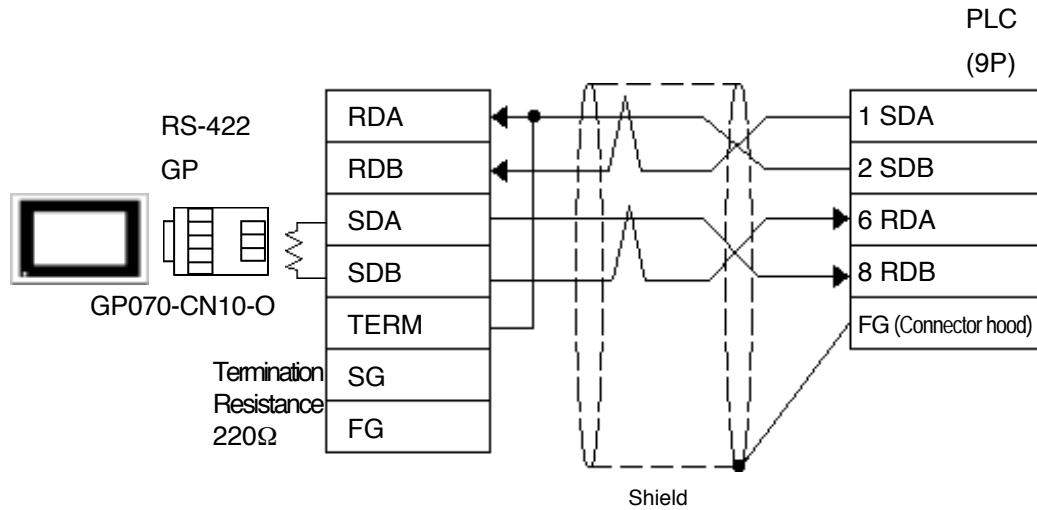 PLC
(9P)
RS-422
GP
GP070-CN10-O
RDA
RDB
SDA
SDB
TERM
SG
FG
Termination
Resistance
220Ω
1 SDA
2 SDB
6 RDA
8 RDB
FG (Connector hood)
Shield